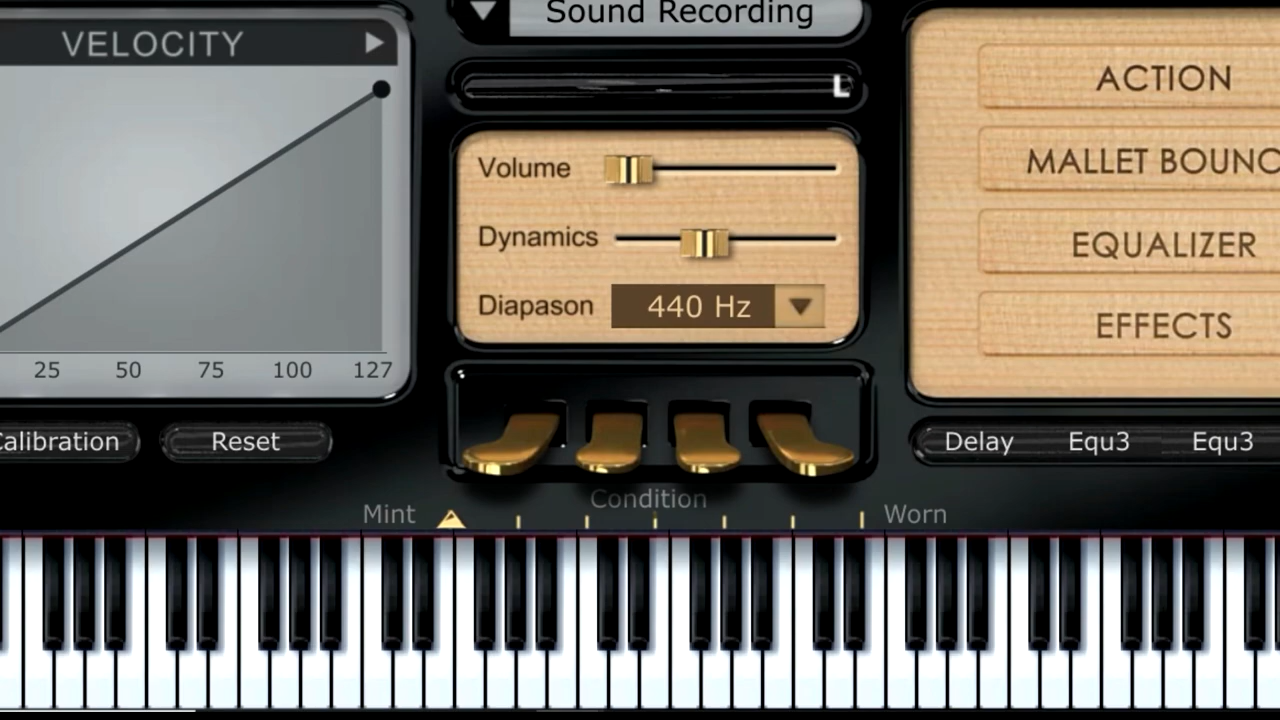 Sound Recording
VELOCITY
L
Volume
Dynamics
Diapason 440 Hz
25 50 75 100 127
Calibration Reset
ACTION
MALLET BOUNC
EQUALIZER
EFFECTS
Delay Equ3 Equ3
Condition
Mint Worn